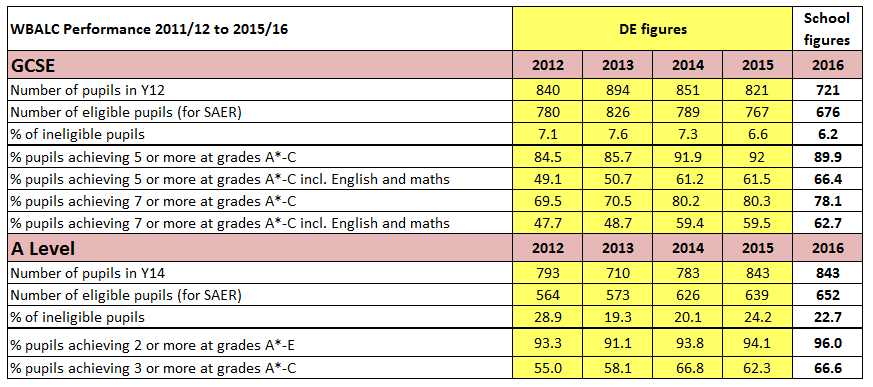 WBALC Performance 2011/12 to 2015/16 DE figures School figures
GCSE 2012 2013 2014 2015 2016
Number of pupils in Y12 840 894 851 821 721
Number of eligible pupils (for SAER) 780 826 789 767 676
% of ineligible pupils 7.1 7.6 7.3 6.6 6.2
% pupils achieving 5 or more at grades A*-C 84.5 85.7 91.9 92 89.9
% pupils achieving 5 or more at grades A*-C incl. English and maths 49.1 50.7 61.2 61.5 66.4
% pupils achieving 7 or more at grades A*-C 69.5 70.5 80.2 80.3 78.1
% pupils achieving 7 or more at grades A*-C incl. English and maths 47.7 48.7 59.4 59.5 62.7
A Level 2012 2013 2014 2015 2016
Number of pupils in Y14 793 710 783 843 843
Number of eligible pupils (for SAER) 564 573 626 639 652
% of ineligible pupils 28.9 19.3 20.1 24.2 22.7
% pupils achieving 2 or more at grades A*-E 93.3 91.1 93.8 94.1 96.0
% pupils achieving 3 or more at grades A*-C 55.0 58.1 66.8 62.3 66.6